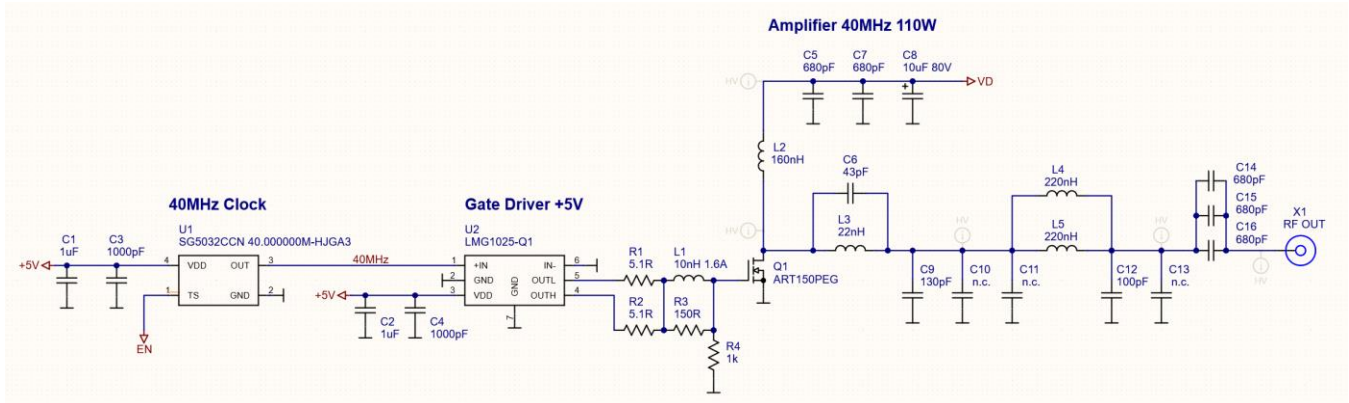 Amplifier 40MHz 110W
C5
680pF
C7
680pF
C8
10uF 80V
HV
VD
+
L2
160nH
C6
43pF
L4
220nH
C14
680pF
40MHz Clock
Gate Driver +5V
U1
SG5032CCN 40.000000M-HJGA3
U2
LMG1025-Q1
HV
L3
22nH
HV
L5
220nH
HV
C15
680pF
C16
680pF
X1
RF OUT
C1
1uF
C3
1000pF
+5V
4
VDD
OUT
3
40MHz
1
+IN
IN-
6
R1
5.1R
L1
10nH 1.6A
Q1
ART150PEG
1
TS
GND
2
2
GND
OUTL
5
+5V
3
VDD
GND
OUTH
4
7
C9
130pF
C10
n.c.
C11
n.c.
C12
100pF
C13
n.c.
HV
C2
1uF
C4
1000pF
R2
5.1R
R3
150R
EN
R4
1k